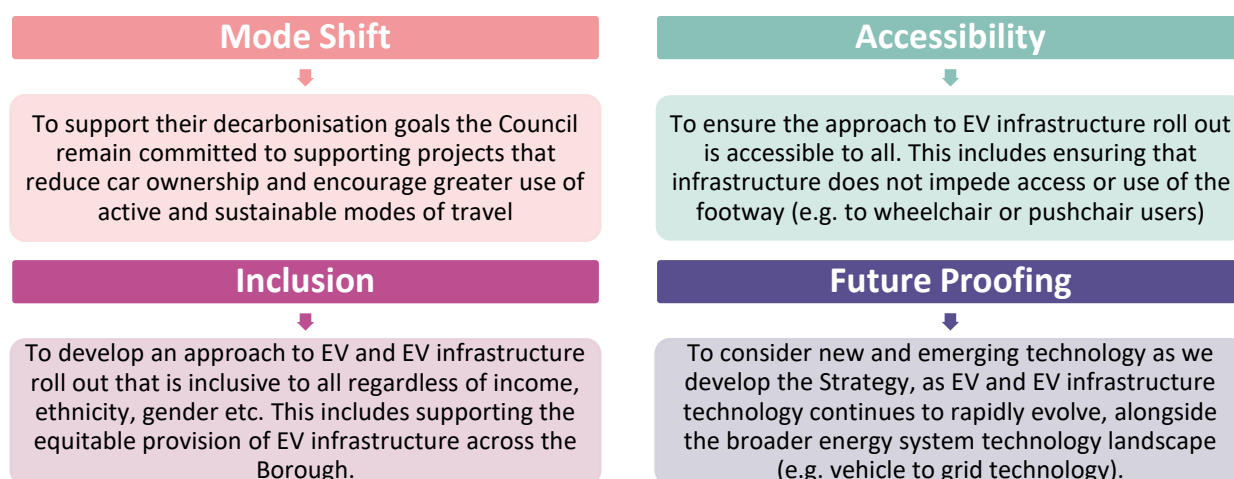 Mode Shift
To support their decarbonisation goals the Council
remain committed to supporting projects that
reduce car ownership and encourage greater use of
active and sustainable modes of travel
Accessibility
To ensure the approach to EV infrastructure roll out
is accessible to all. This includes ensuring that
infrastructure does not impede access or use of the
footway (e.g. to wheelchair or pushchair users)
Inclusion
To develop an approach to EV and EV infrastructure
roll out that is inclusive to all regardless of income,
ethnicity, gender etc. This includes supporting the
equitable provision of EV infrastructure across the
Borough.
Future Proofing
To consider new and emerging technology as we
develop the Strategy, as EV and EV infrastructure
technology continues to rapidly evolve, alongside
the broader energy system technology landscape
(e.g. vehicle to grid technology).